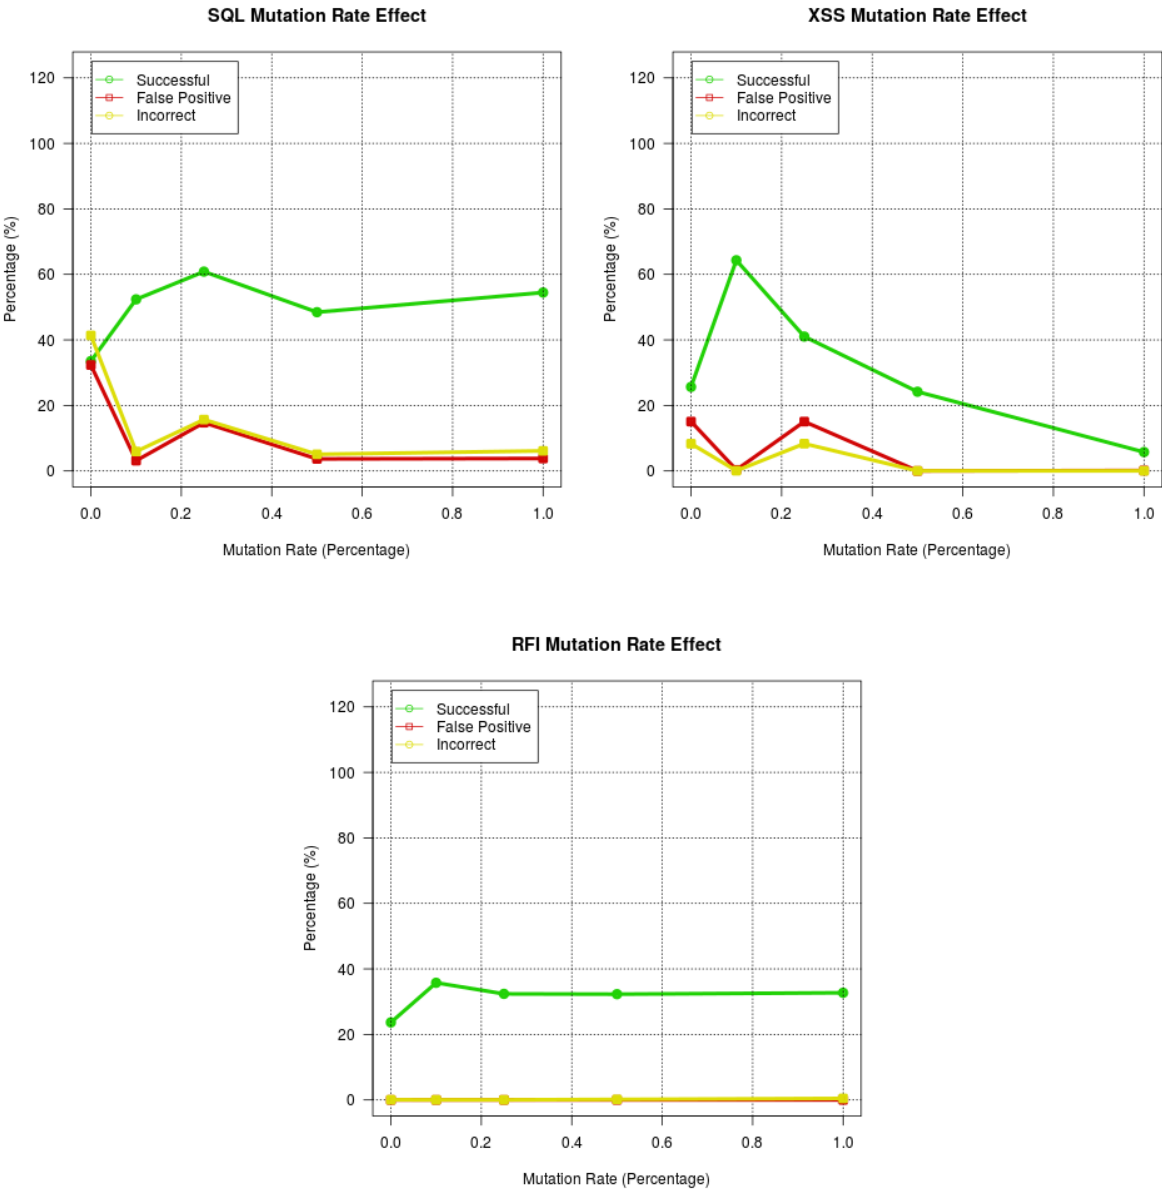 SQL Mutation Rate Effect
120
100
80
60
40
20
0
Percentage (%)
Successful
False Positive
Incorrect
0.0 0.2 0.4 0.6 0.8 1.0
Mutation Rate (Percentage)
XSS Mutation Rate Effect
120
100
80
60
40
20
0
Percentage (%)
Successful
False Positive
Incorrect
0.0 0.2 0.4 0.6 0.8 1.0
Mutation Rate (Percentage)
RFI Mutation Rate Effect
120
100
80
60
40
20
0
Percentage (%)
Successful
False Positive
Incorrect
0.0 0.2 0.4 0.6 0.8 1.0
Mutation Rate (Percentage)